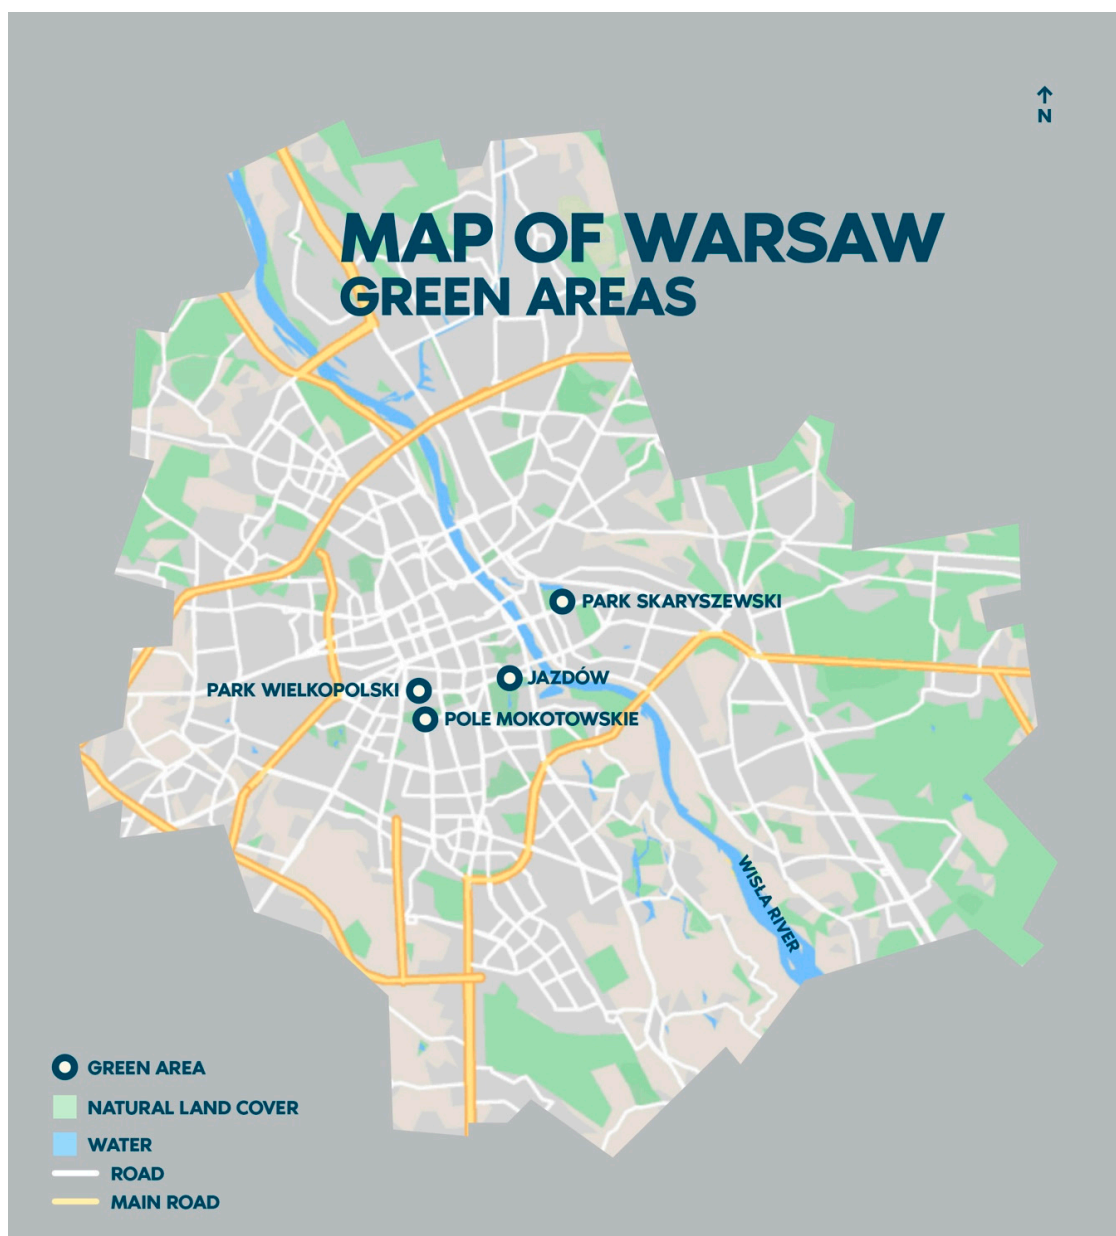 N
MAP OF WARSAW
GREEN AREAS
PARK SKARYSZEWSKI
JAZDÓW
PARK WIELKOPOLSKI
POLE MOKOTOWSKIE
WISLA RIVER
GREEN AREA
NATURAL LAND COVER
WATER
ROAD
MAIN ROAD